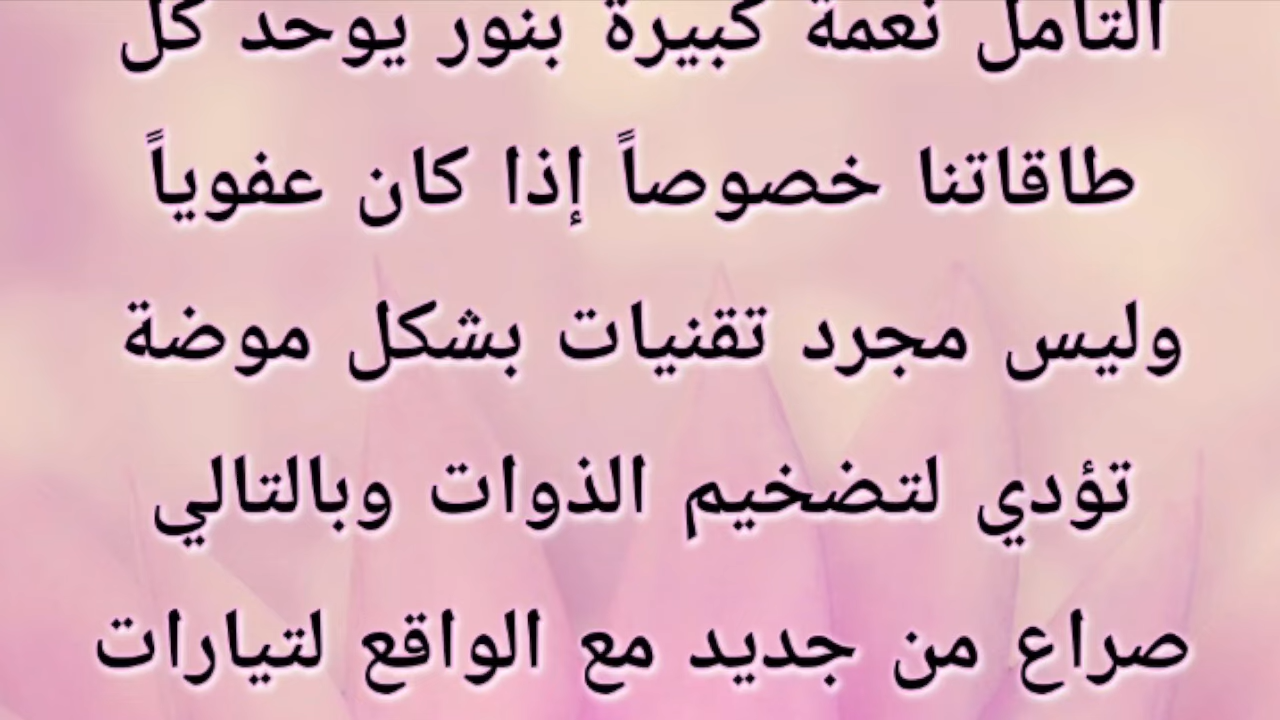 التأمل نعمة كبيرة بنور يوحد كل
طاقاتنا خصوصاً إذا كان عفوياً
وليس مجرد تقنيات بشكل موضة
تؤدي لتضخيم الذوات وبالتالي
صراع من جديد مع الواقع لتيارات